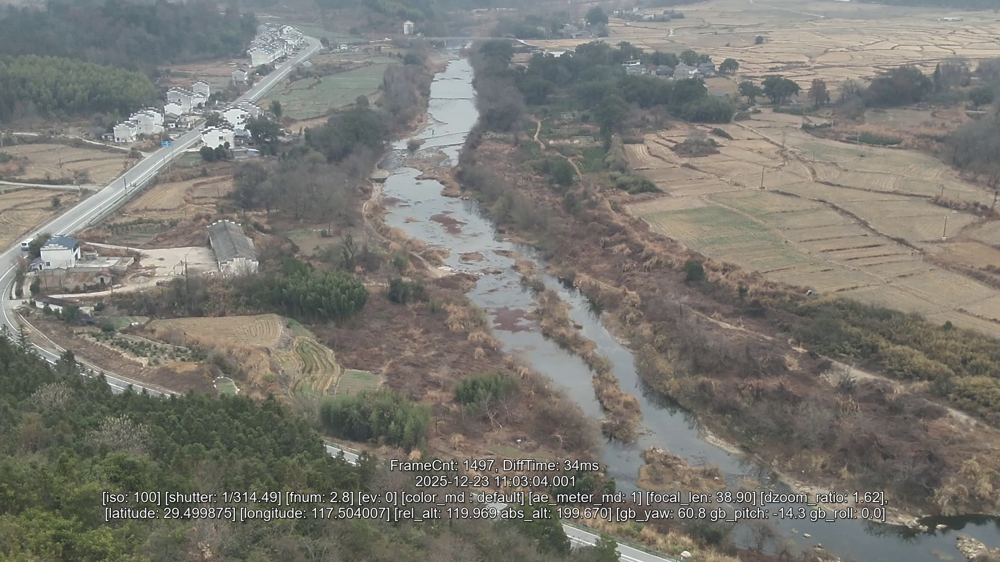 FrameCnt: 1497, DiffTime: 34ms
2025-12-23 11:03:04.001
[iso: 100] [shutter: 1/314.49] [fnum: 2.8] [ev: 0] [color_md : default] [ae_meter_md: 1] [focal_len: 38.90] [dzoom_ratio: 1.62],
[latitude: 29.499875] [longitude: 117.504007] [rel_alt: 119.969 abs_alt: 199.670] [gb_yaw: 60.8 gb_pitch: -14.3 gb_roll: 0.0]